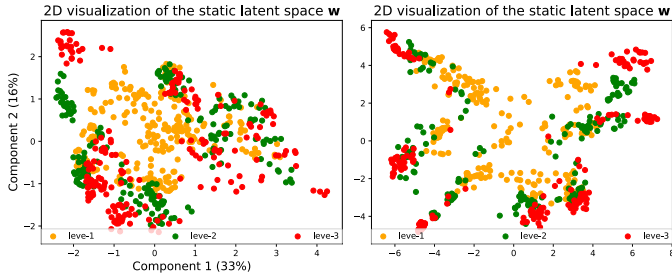 2D visualization of the static latent space w
2D visualization of the static latent space w
Component 2 (16%)
2
1
0
−1
−2
leve-1
leve-2
leve-3
−2
−1
0
1
2
3
4
Component 1 (33%)
6
4
2
0
−2
−4
leve-1
leve-2
leve-3
−6
−4
−2
0
2
4
6